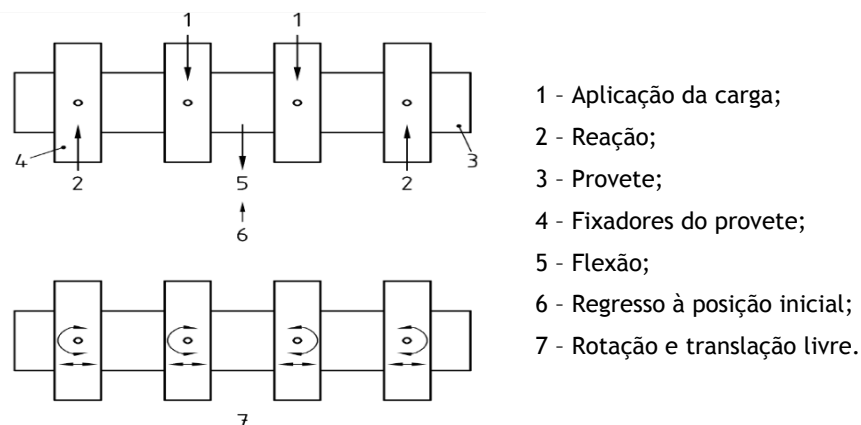 1 1
4 2 5 2 3
6
7
1 – Aplicação da carga;
2 – Reação;
3 – Provete;
4 – Fixadores do provete;
5 – Flexão;
6 – Regresso à posição inicial;
7 – Rotação e translação livre.